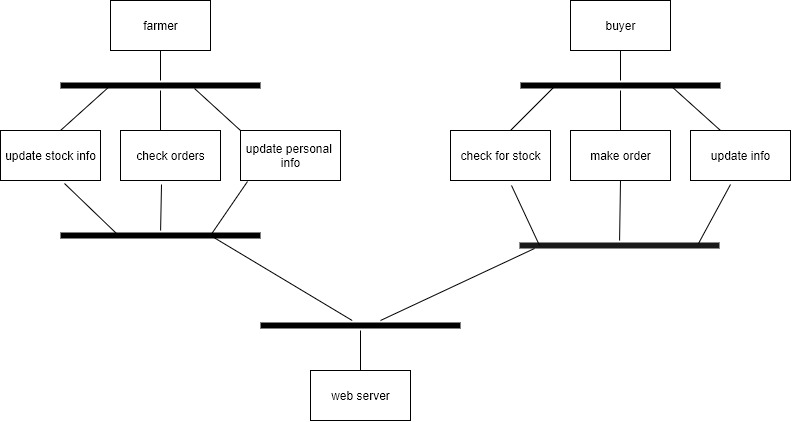 farmer
buyer
update stock info
check orders
update personal
info
check for stock
make order
update info
web server